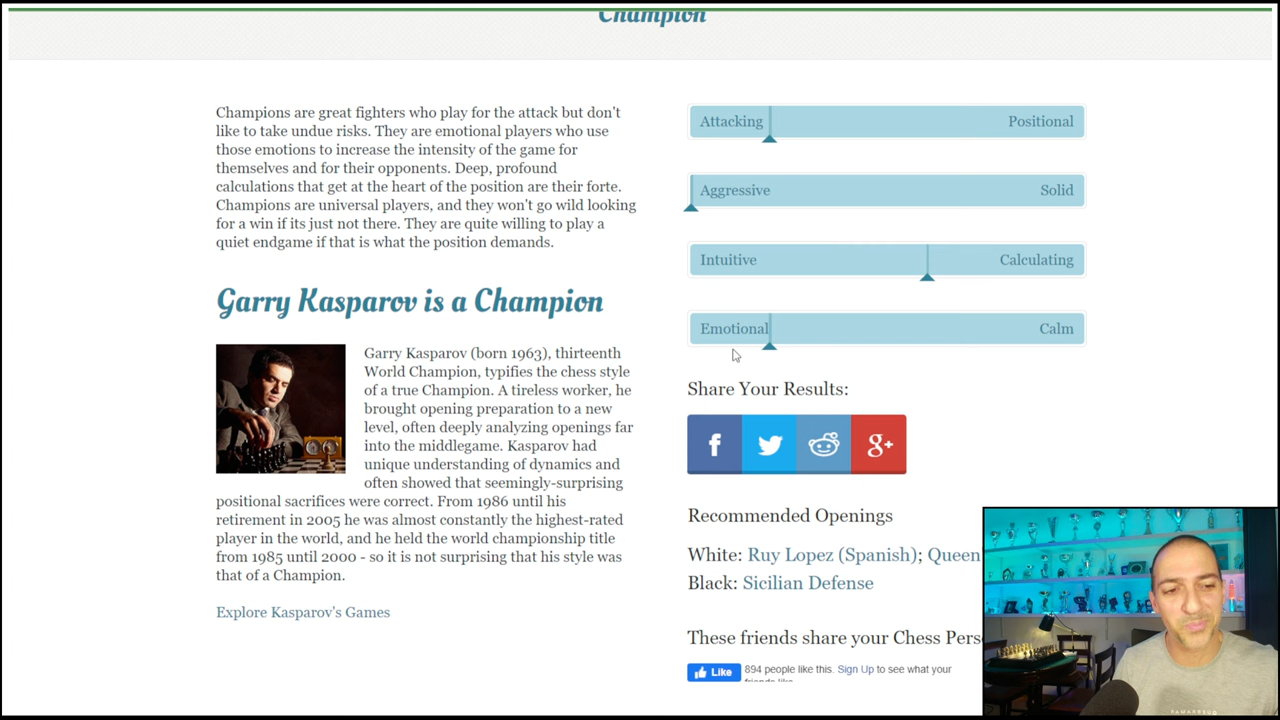 Champion
Champions are great fighters who play for the attack but don't
like to take undue risks. They are emotional players who use
those emotions to increase the intensity of the game for
themselves and for their opponents. Deep, profound
calculations that get at the heart of the position are their forte.
Champions are universal players, and they won't go wild looking
for a win if its just not there. They are quite willing to play a
quiet endgame if that is what the position demands.
Garry Kasparov is a Champion
Garry Kasparov (born 1963), thirteenth
World Champion, typifies the chess style
of a true Champion. A tireless worker, he
brought opening preparation to a new
level, often deeply analyzing openings far
into the middlegame. Kasparov had
unique understanding of dynamics and
often showed that seemingly-surprising
positional sacrifices were correct. From 1986 until his
retirement in 2005 he was almost constantly the highest-rated
player in the world, and he held the world championship title
from 1985 until 2000 - so it is not surprising that his style was
that of a Champion.
Explore Kasparov's Games
Attacking Positional
Aggressive Solid
Intuitive Calculating
Emotional Calm
Share Your Results:
f g+
Recommended Openings
White: Ruy Lopez (Spanish); Queen
Black: Sicilian Defense
These friends share your Chess Pers
Like 894 people like this. Sign Up to see what your
friends like.